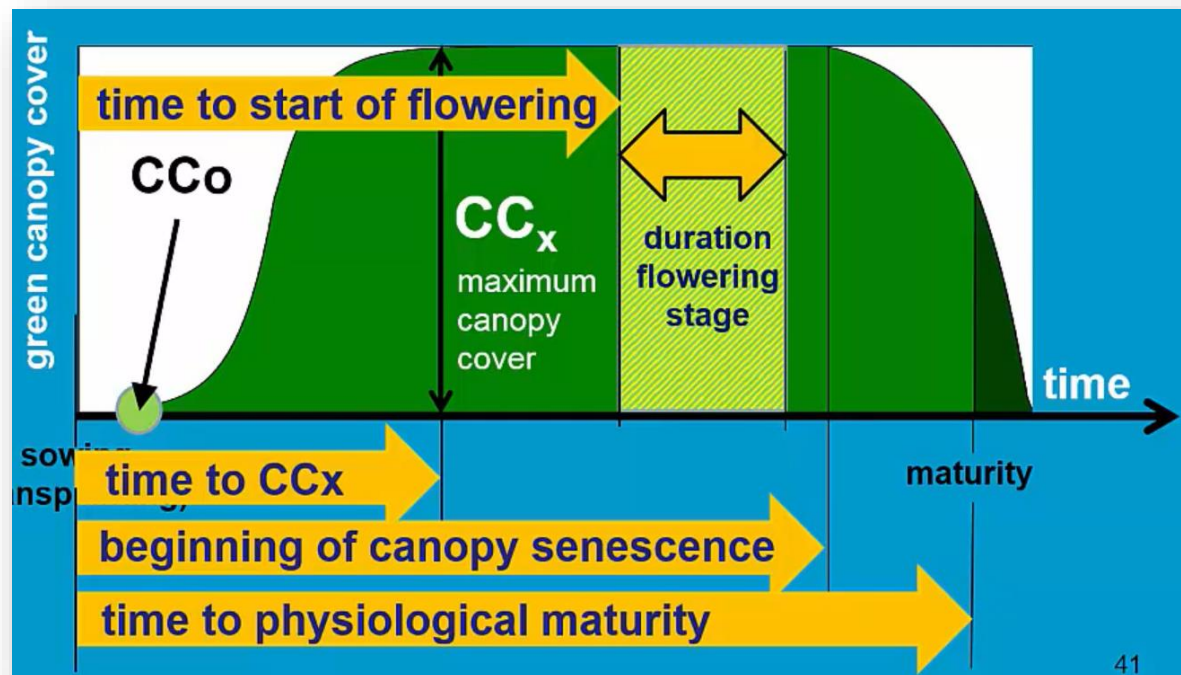 green canopy cover
time to start of flowering
CCo
CCx
maximum
canopy
cover
duration
flowering
stage
time
maturity
time to CCx
beginning of canopy senescence
time to physiological maturity
41